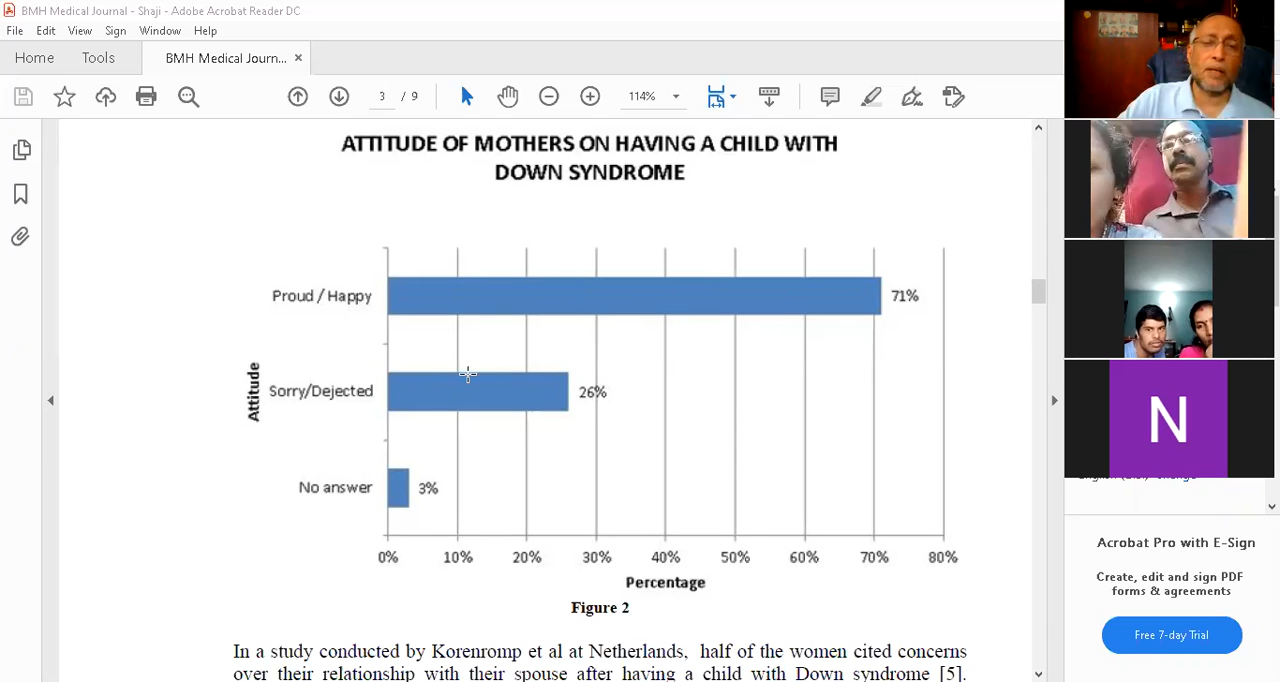 BMH Medical Journal - Shaji - Adobe Acrobat Reader DC
File Edit View Sign Window Help
Home Tools BMH Medical Journ... ×
3 / 9 114%
ATTITUDE OF MOTHERS ON HAVING A CHILD WITH
DOWN SYNDROME
Proud / Happy 71%
Sorry/Dejected 26%
No answer 3%
Attitude
0% 10% 20% 30% 40% 50% 60% 70% 80%
Percentage
Figure 2
In a study conducted by Korenromp et al at Netherlands, half of the women cited concerns
over their relationship with their spouse after having a child with Down syndrome [5].
N
Acrobat Pro with E-Sign
Create, edit and sign PDF
forms & agreements
Free 7-day Trial